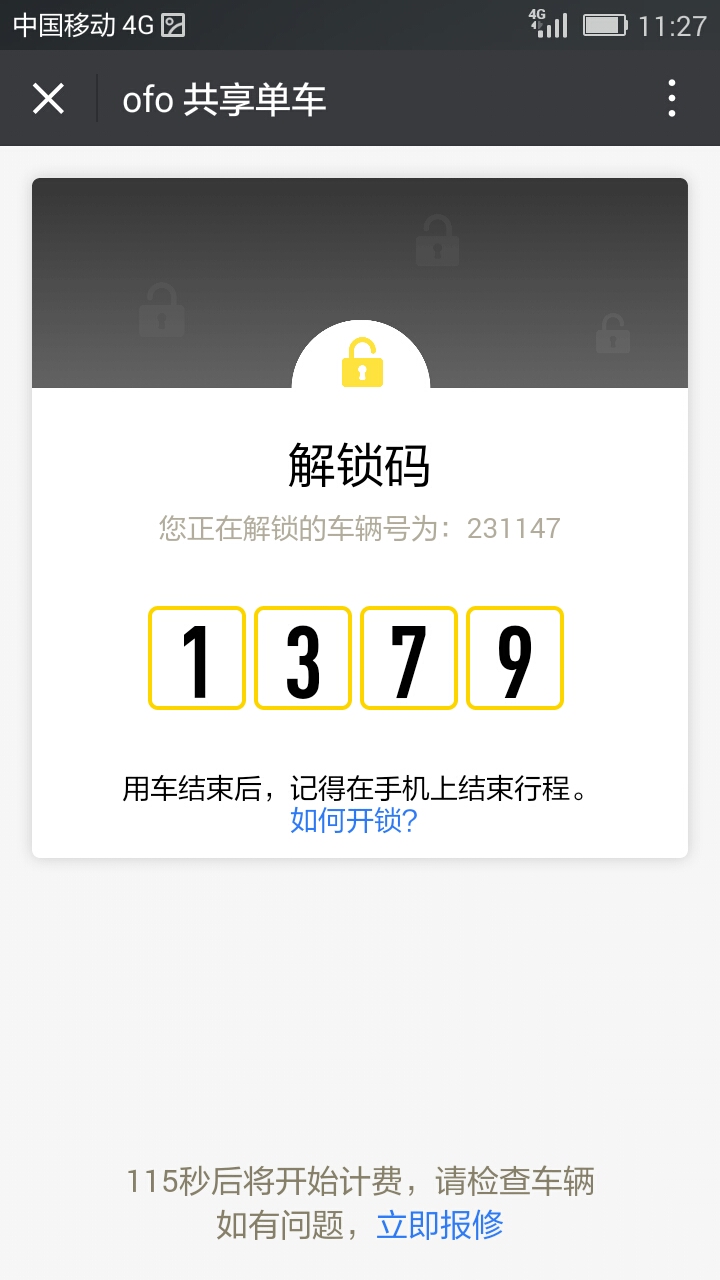 中国移动 4G 4G 11:27
ofo 共享单车
解锁码
您正在解锁的车辆号为：231147
1 3 7 9
用车结束后，记得在手机上结束行程。
如何开锁?
115秒后将开始计费，请检查车辆
如有问题，立即报修